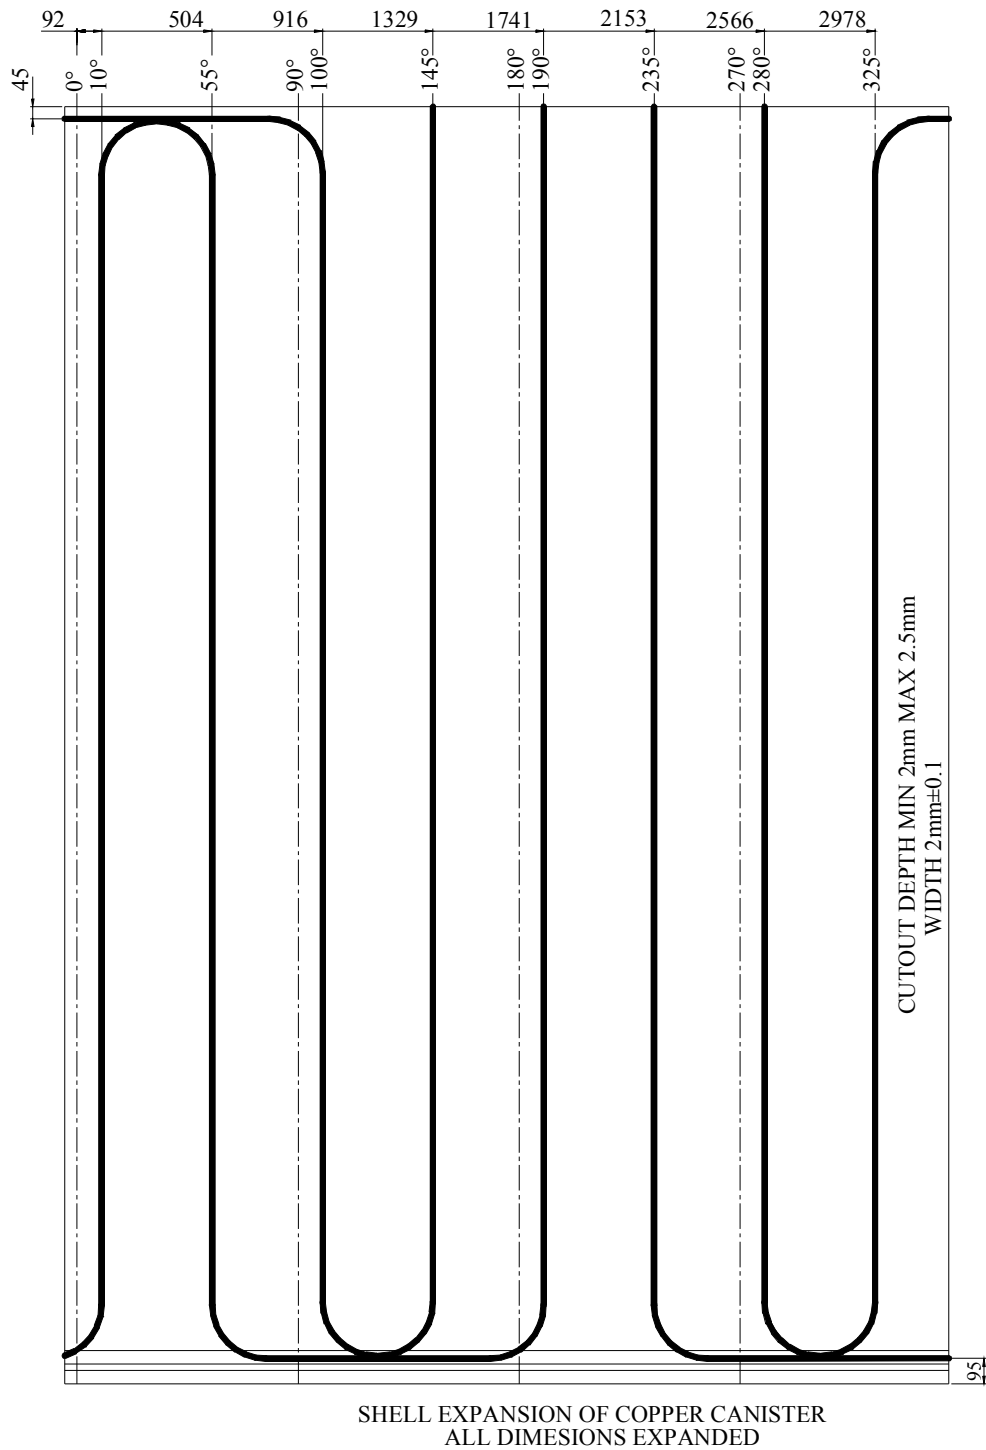 92 504 916 1329 1741 2153 2566 2978
45
0° 10° 55° 90° 100° 145° 180° 190° 235° 270° 280° 325°
CUTOUT DEPTH MIN 2mm MAX 2.5mm
WIDTH 2mm±0.1
95
SHELL EXPANSION OF COPPER CANISTER
ALL DIMESIONS EXPANDED